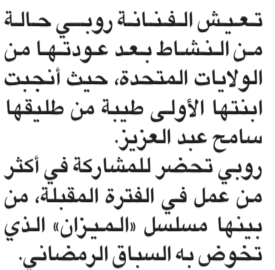 تعيش الفنانة روبي حالة
من النشاط بعد عودتها من
الولايات المتحدة، حيث أنجبت
ابنتها الأولى طيبة من طليقها
سامح عبد العزيز.
روبي تحضر للمشاركة في أكثر
من عمل في الفترة المقبلة، من
بينها مسلسل «الميزان» الذي
تخوض به السباق الرمضاني.